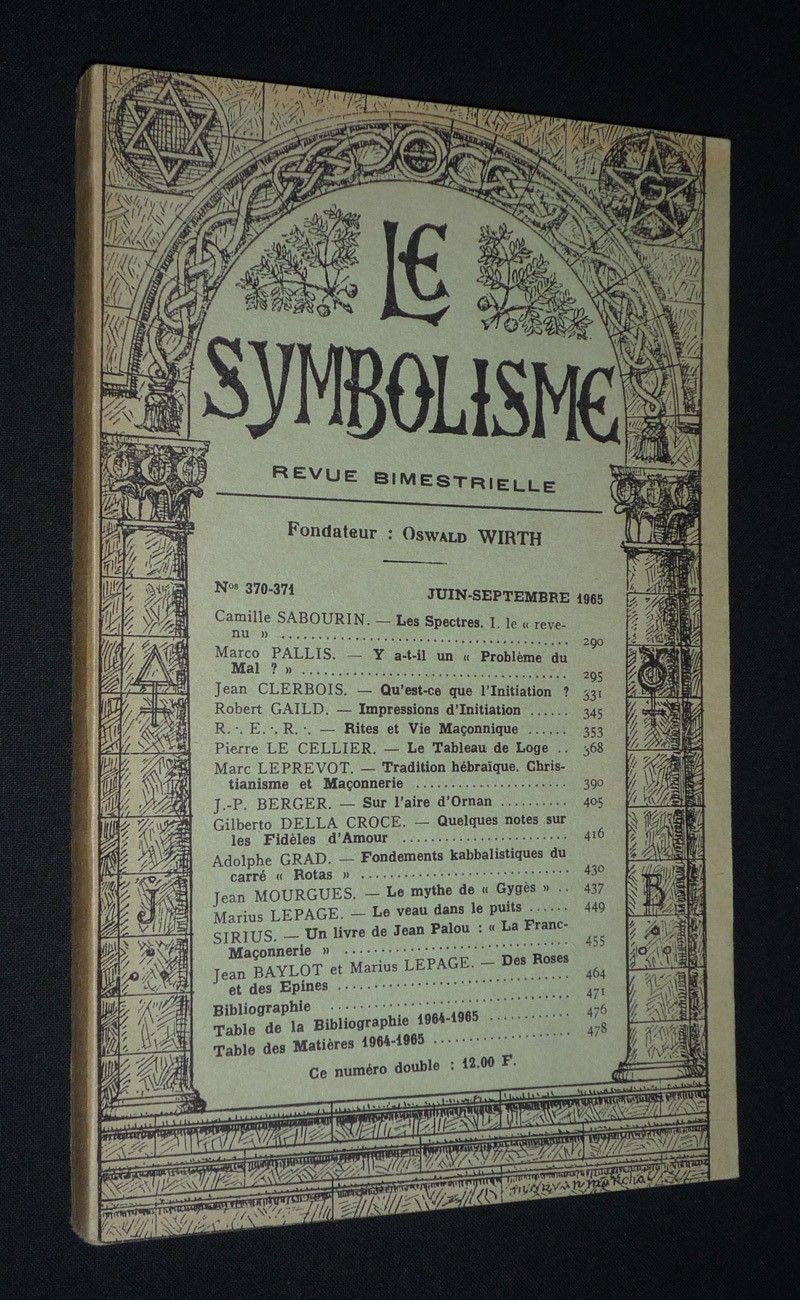 G
LE
SYMBOLISME
REVUE BIMESTRIELLE
Fondateur : OSWALD WIRTH
Nos 370-371
JUIN-SEPTEMBRE 1965
Camille SABOURIN. — Les Spectres. I. le « reve-
nu » ........ 290
Marco PALLIS. — Y a-t-il un « Problème du
Mal ? » ........ 295
Jean CLERBOIS. — Qu'est-ce que l'Initiation ? 331
Robert GAILD. — Impressions d'Initiation ...... 345
R.·. E.·. R.·. — Rites et Vie Maçonnique ...... 353
Pierre LE CELLIER. — Le Tableau de Loge .. 368
Marc LEPREVOT. — Tradition hébraïque. Chris-
tianisme et Maçonnerie ........ 390
J.-P. BERGER. — Sur l'aire d'Ornan .......... 405
Gilberto DELLA CROCE. — Quelques notes sur
les Fidèles d'Amour ........ 416
Adolphe GRAD. — Fondements kabbalistiques du
carré « Rotas » ........ 430
Jean MOURGUES. — Le mythe de « Gygès » .. 437
Marius LEPAGE. — Le veau dans le puits ...... 449
SIRIUS. — Un livre de Jean Palou : « La Franc-
Maçonnerie » ........ 455
Jean BAYLOT et Marius LEPAGE. — Des Roses
et des Epines ........ 464
Bibliographie ........ 471
Table de la Bibliographie 1964-1965 .......... 476
Table des Matières 1964-1965 ........ 478
Ce numéro double : 12.00 F.
J
B